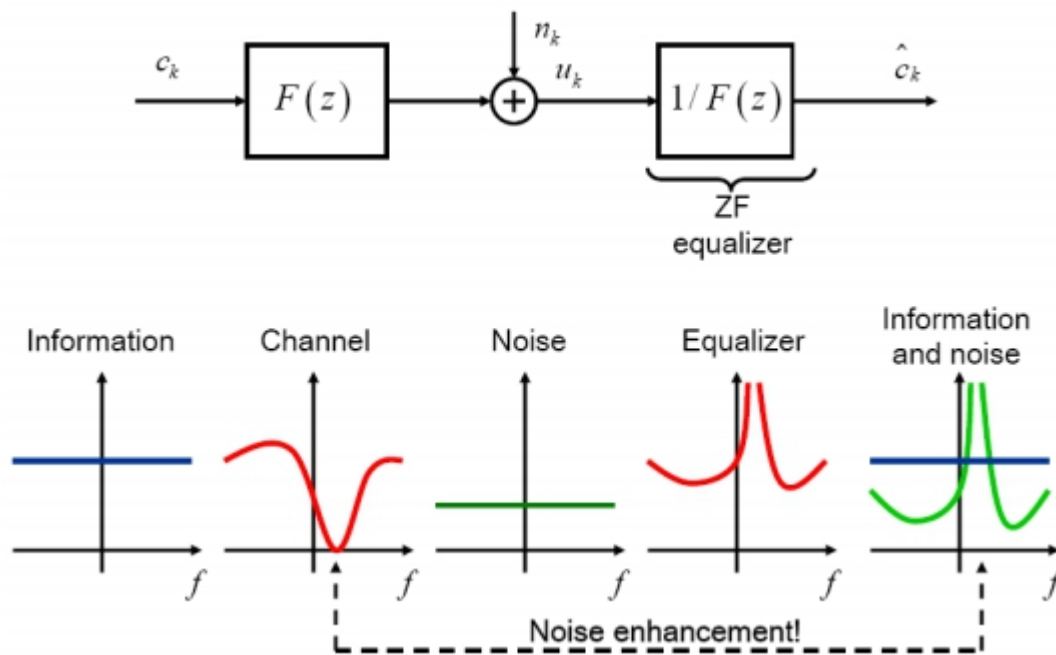 n_k
c_k
F(z)
+
u_k
1/F(z)
ĉ_k
ZF
equalizer
Information
Channel
Noise
Equalizer
Information
and noise
f
f
f
f
f
Noise enhancement!